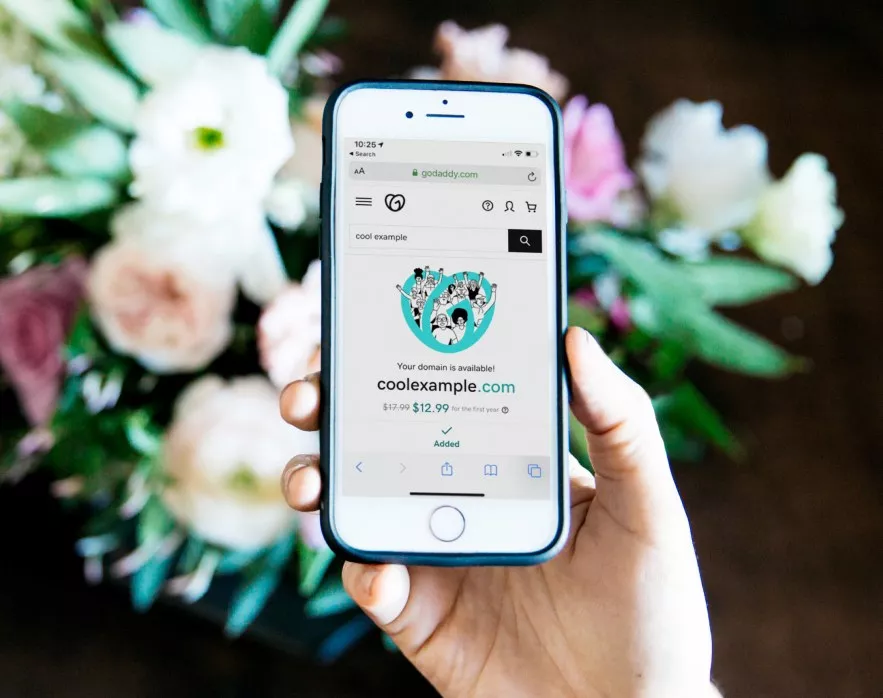 10:25
Search
AA godaddy.com
cool example
Your domain is available!
coolexample.com
$17.99 $12.99 for the first year ?
Added